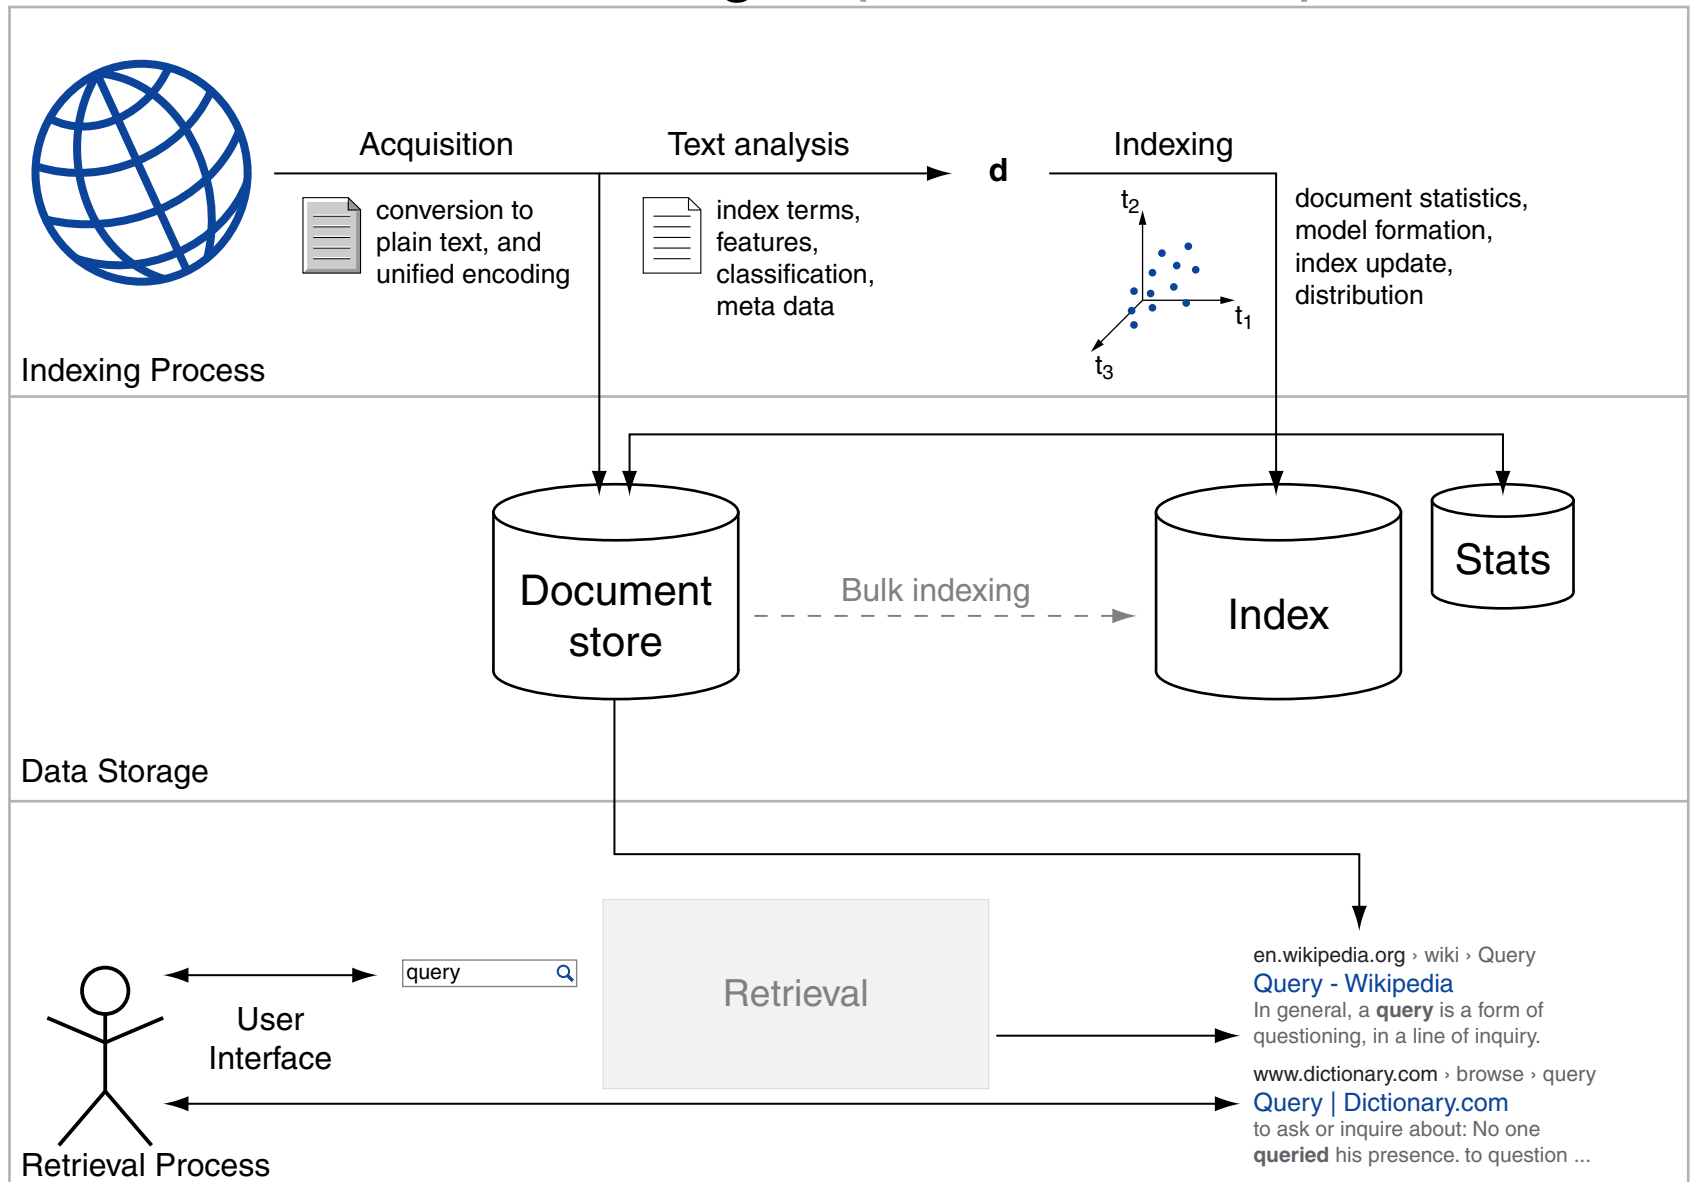 Acquisition
conversion to
plain text, and
unified encoding
Text analysis
index terms,
features,
classification,
meta data
d
Indexing
t2
t1
t3
document statistics,
model formation,
index update,
distribution
Indexing Process
Document
store
Bulk indexing
Index
Stats
Data Storage
query
User
Interface
Retrieval
en.wikipedia.org › wiki › Query
Query - Wikipedia
In general, a query is a form of
questioning, in a line of inquiry.
www.dictionary.com › browse › query
Query | Dictionary.com
to ask or inquire about: No one
queried his presence. to question ...
Retrieval Process